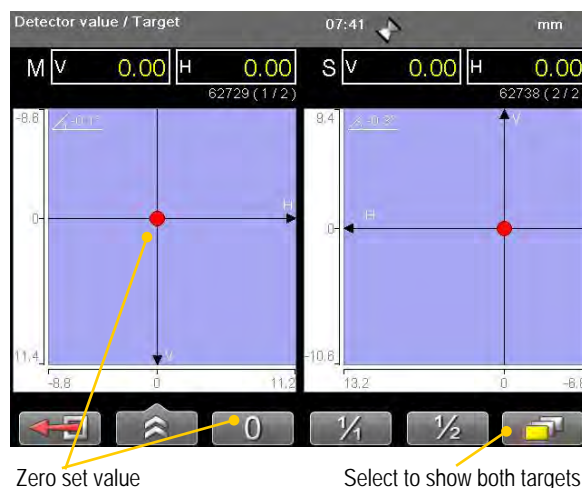 Detector value / Target 07:41 mm
M V 0.00 H 0.00 S V 0.00 H 0.00
62729 ( 1 / 2 ) 62738 ( 2 / 2
-8.6 9.4 V
H
0 0 H
11.4 V -10.6
-8.8 0 11.2 13.2 0 -6.8
0 1/1 1/2
Zero set value Select to show both targets